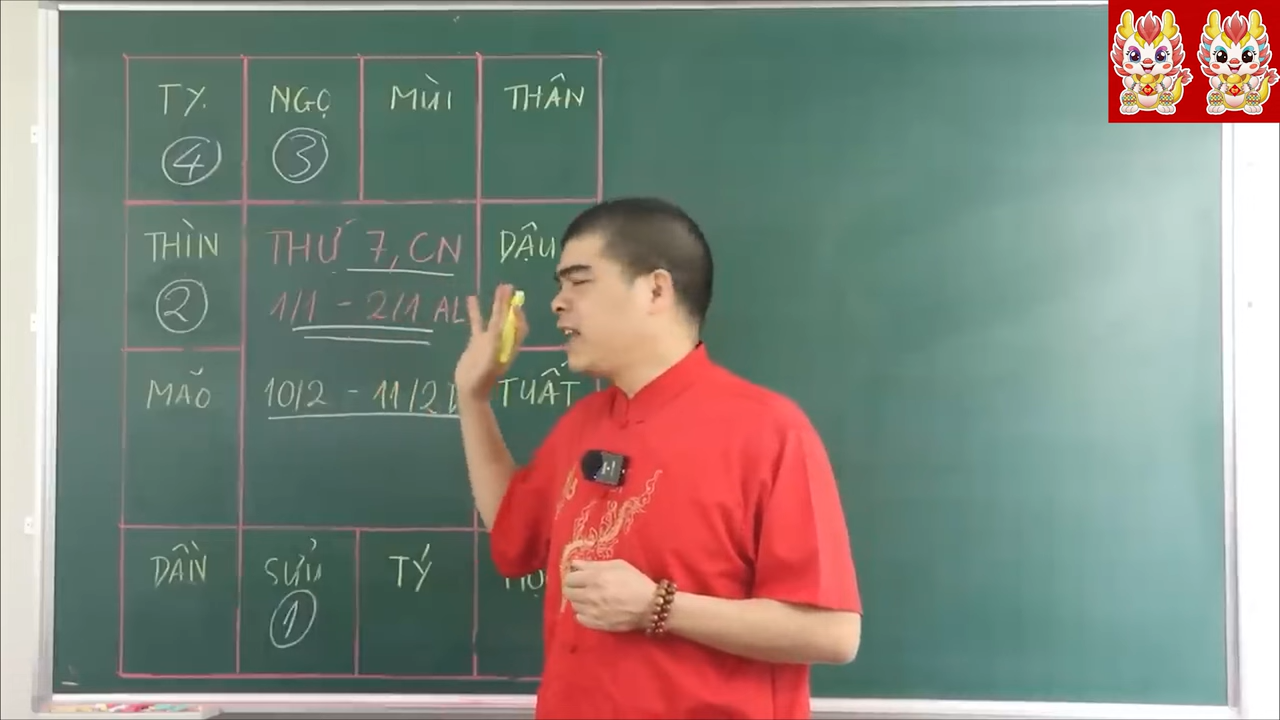 TỴ NGỌ MÙI THÂN
④ ③
THÌN THỨ 7, CN DẬU
② 1/1 - 2/1 AL
MÃO 10/2 - 11/2 TUẤT
DẦN SỬU TÝ
①